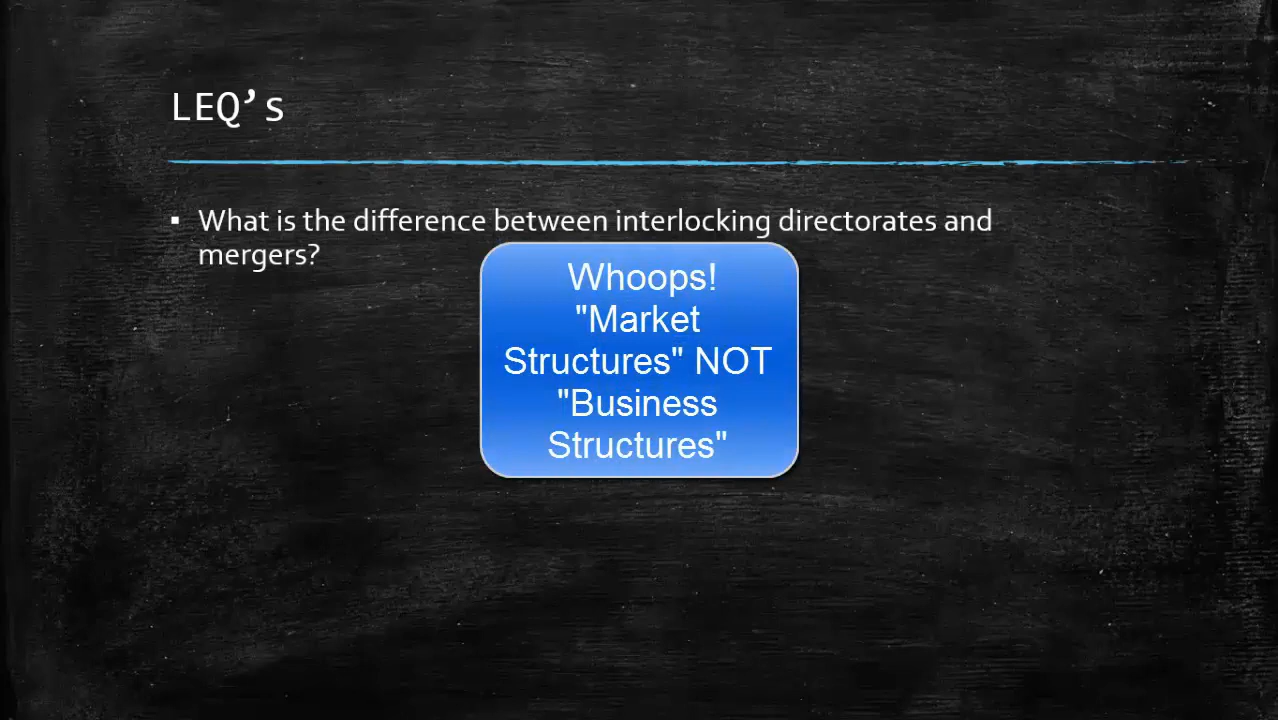 LEQ's
▪ What is the difference between interlocking directorates and
mergers?
Whoops!
"Market
Structures" NOT
"Business
Structures"